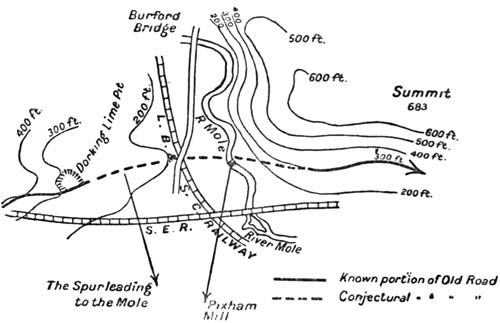 Burford
Bridge
200
300
400
500 ft.
600 ft.
Summit
683
400 ft.
300 ft.
Dorking Lime Pit
200 ft.
L. B.
R Mole
600 ft.
500 ft.
400 ft.
300 ft.
200 ft.
& S. C. RAILWAY
S. E. R.
River Mole
The Spur leading
to the Mole
Pixham
Mill
Known portion of Old Road
Conjectural " " " "